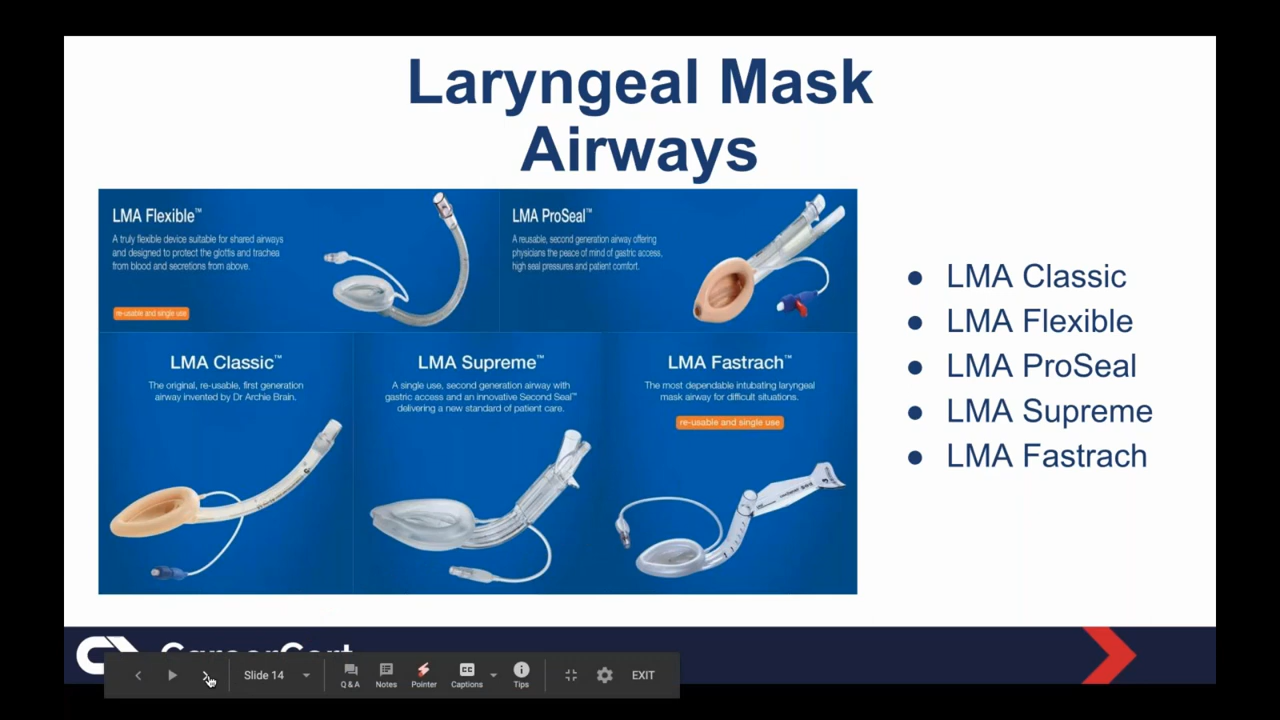 Laryngeal Mask
Airways
LMA Flexible™
A truly flexible device suitable for shared airways
and designed to protect the glottis and trachea
from blood and secretions from above.
re-usable and single use
LMA ProSeal™
A reusable, second generation airway offering
physicians the peace of mind of gastric access,
high seal pressures and patient comfort.
LMA Classic™
The original, re-usable, first generation
airway invented by Dr Archie Brain.
LMA Supreme™
A single use, second generation airway with
gastric access and an innovative Second Seal™
delivering a new standard of patient care.
LMA Fastrach™
The most dependable intubating laryngeal
mask airway for difficult situations.
re-usable and single use
● LMA Classic
● LMA Flexible
● LMA ProSeal
● LMA Supreme
● LMA Fastrach
CareerCert
Slide 14
Q & A
Notes
Pointer
CC
Captions
Tips
EXIT